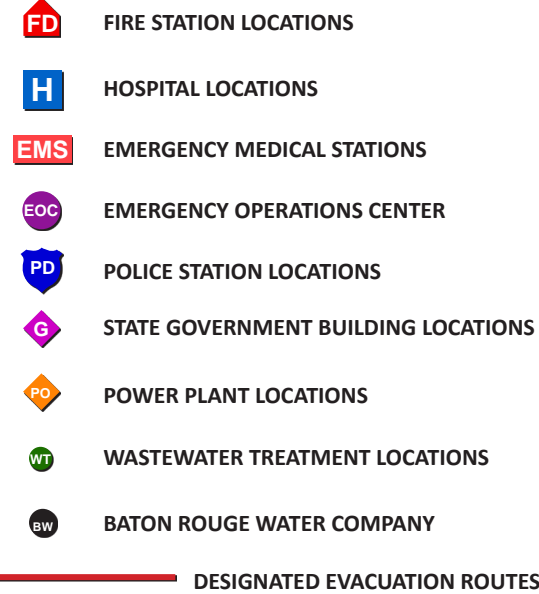 FD FIRE STATION LOCATIONS
H HOSPITAL LOCATIONS
EMS EMERGENCY MEDICAL STATIONS
EOC EMERGENCY OPERATIONS CENTER
PD POLICE STATION LOCATIONS
G STATE GOVERNMENT BUILDING LOCATIONS
PO POWER PLANT LOCATIONS
WT WASTEWATER TREATMENT LOCATIONS
BW BATON ROUGE WATER COMPANY
DESIGNATED EVACUATION ROUTES